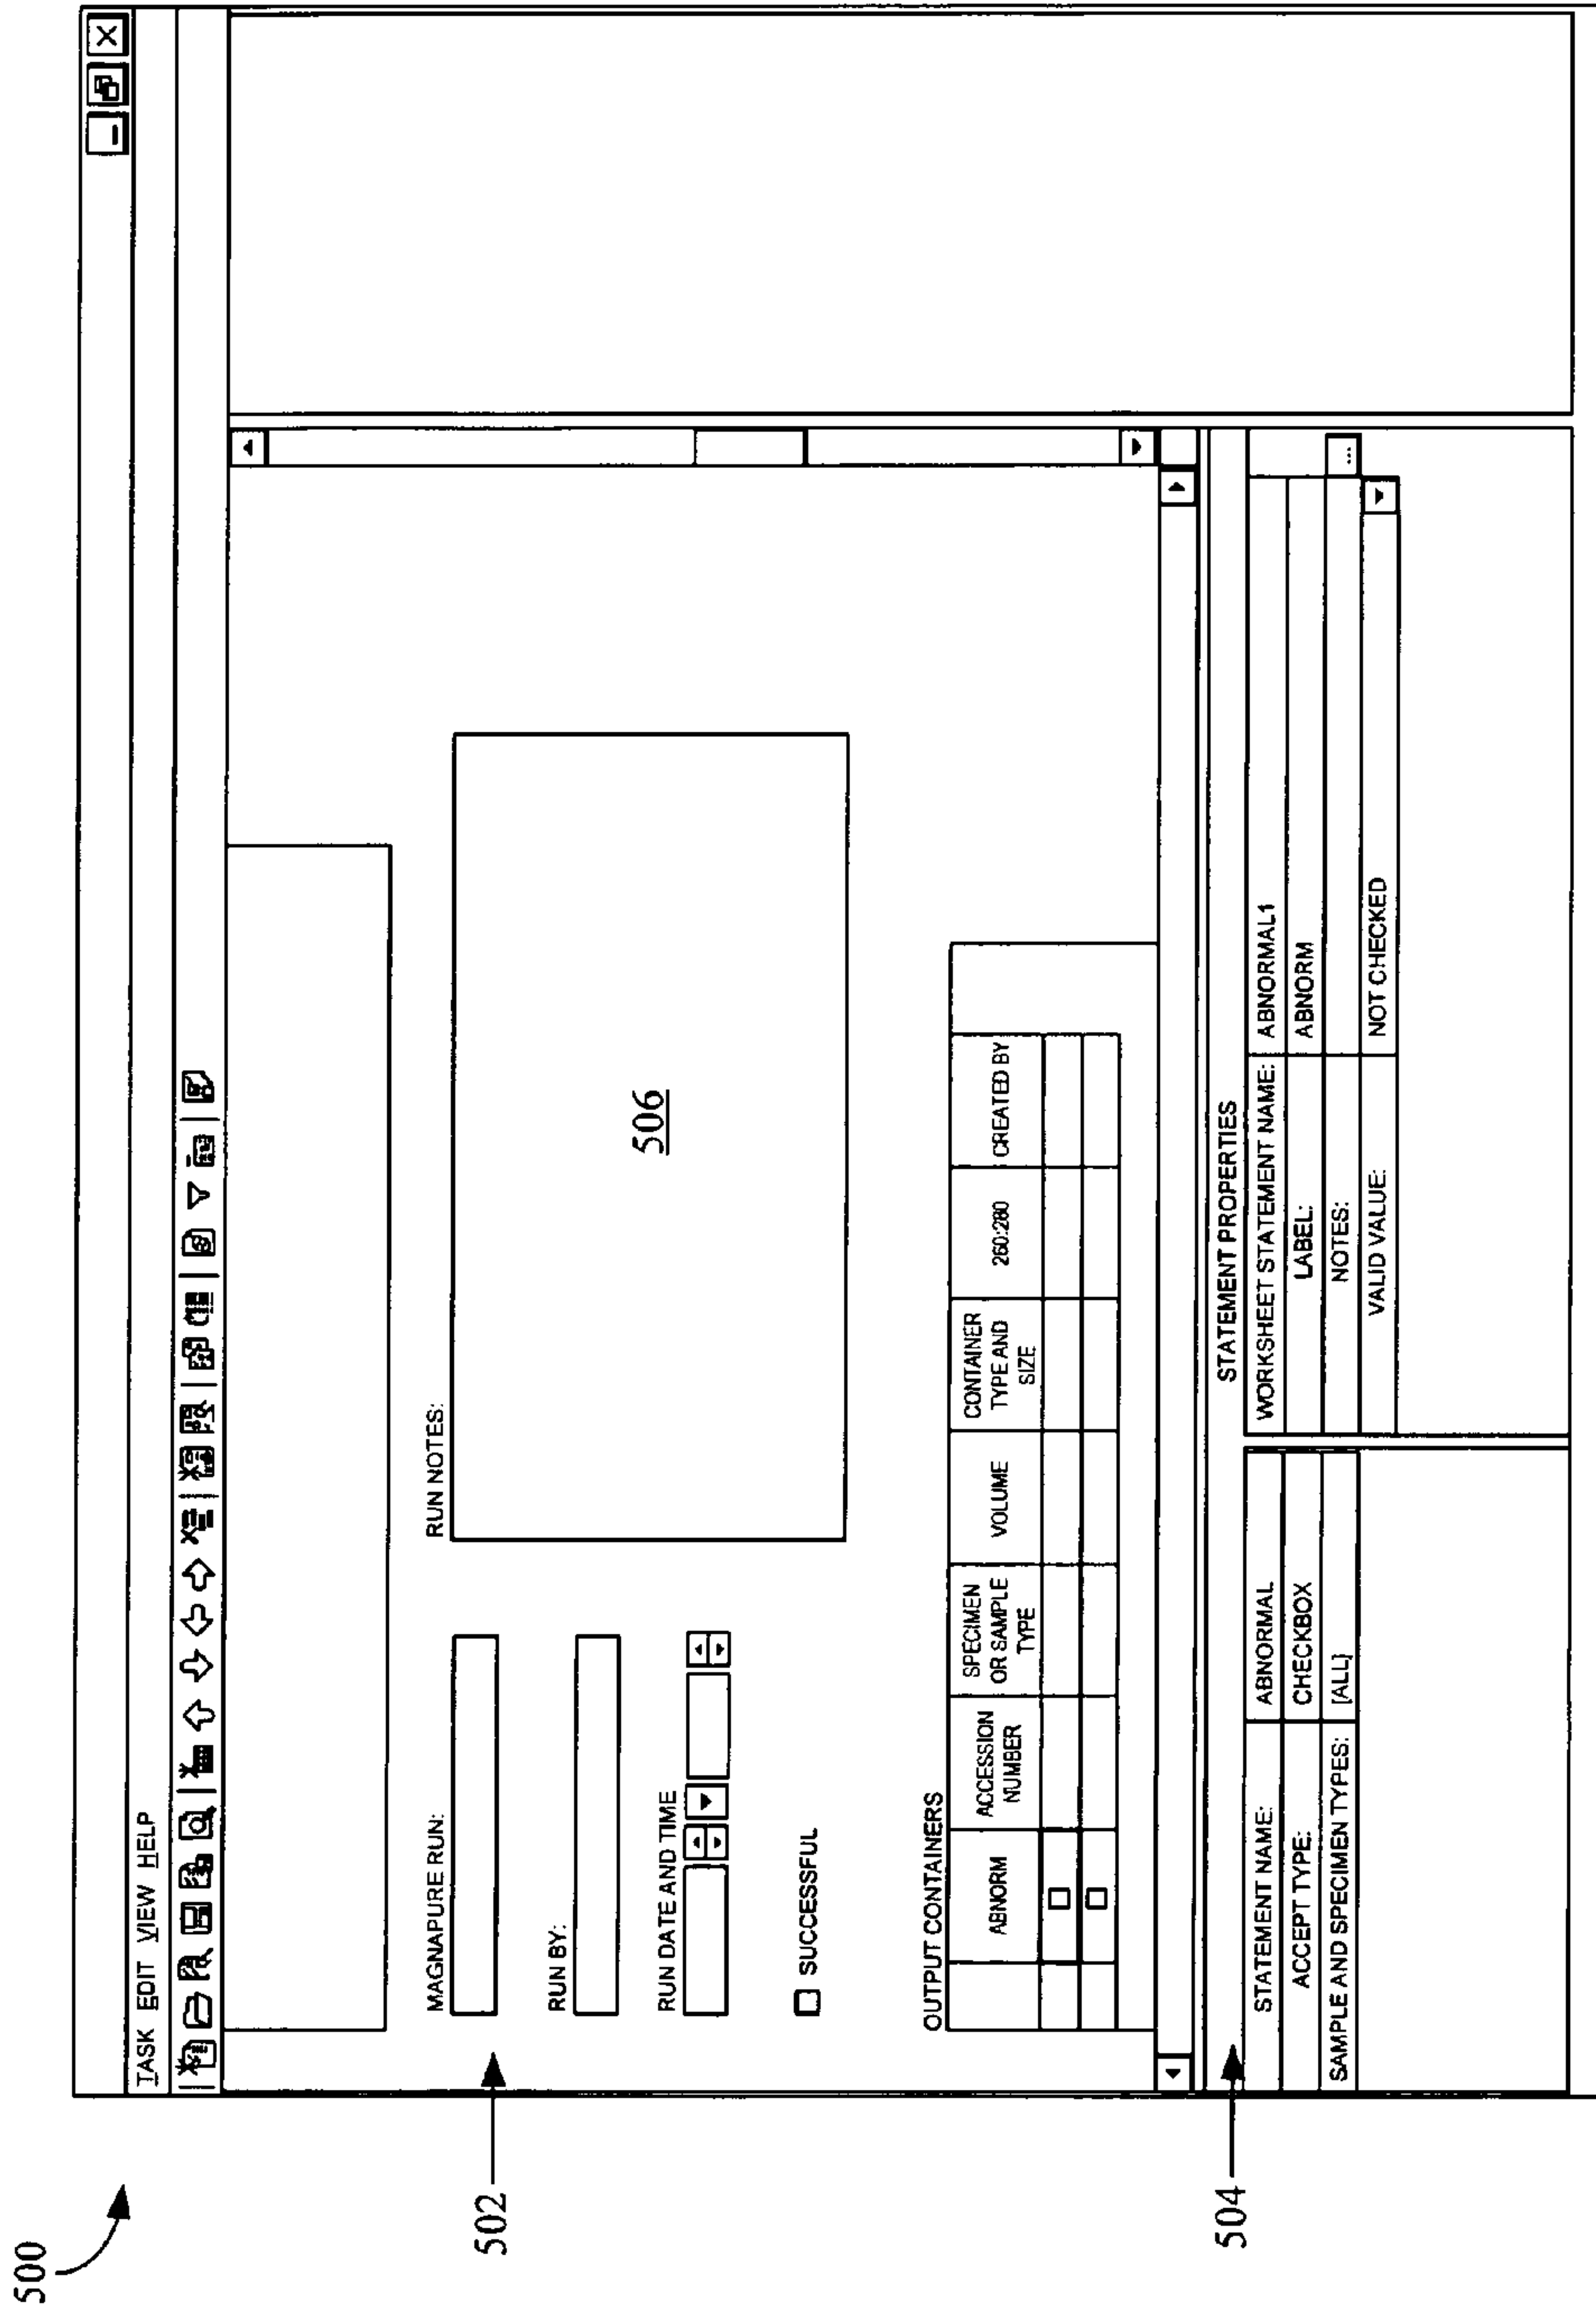 500
TASK EDIT VIEW HELP
502
MAGNAPURE RUN:
RUN NOTES:
RUN BY:
506
RUN DATE AND TIME
SUCCESSFUL
OUTPUT CONTAINERS
ABNORM
ACCESSION NUMBER
SPECIMEN OR SAMPLE TYPE
VOLUME
CONTAINER TYPE AND SIZE
260:280
CREATED BY
504
STATEMENT PROPERTIES
STATEMENT NAME: ABNORMAL
WORKSHEET STATEMENT NAME: ABNORMAL1
ACCEPT TYPE: CHECKBOX
LABEL: ABNORM
SAMPLE AND SPECIMEN TYPES: [ALL]
NOTES: ...
VALID VALUE: NOT CHECKED